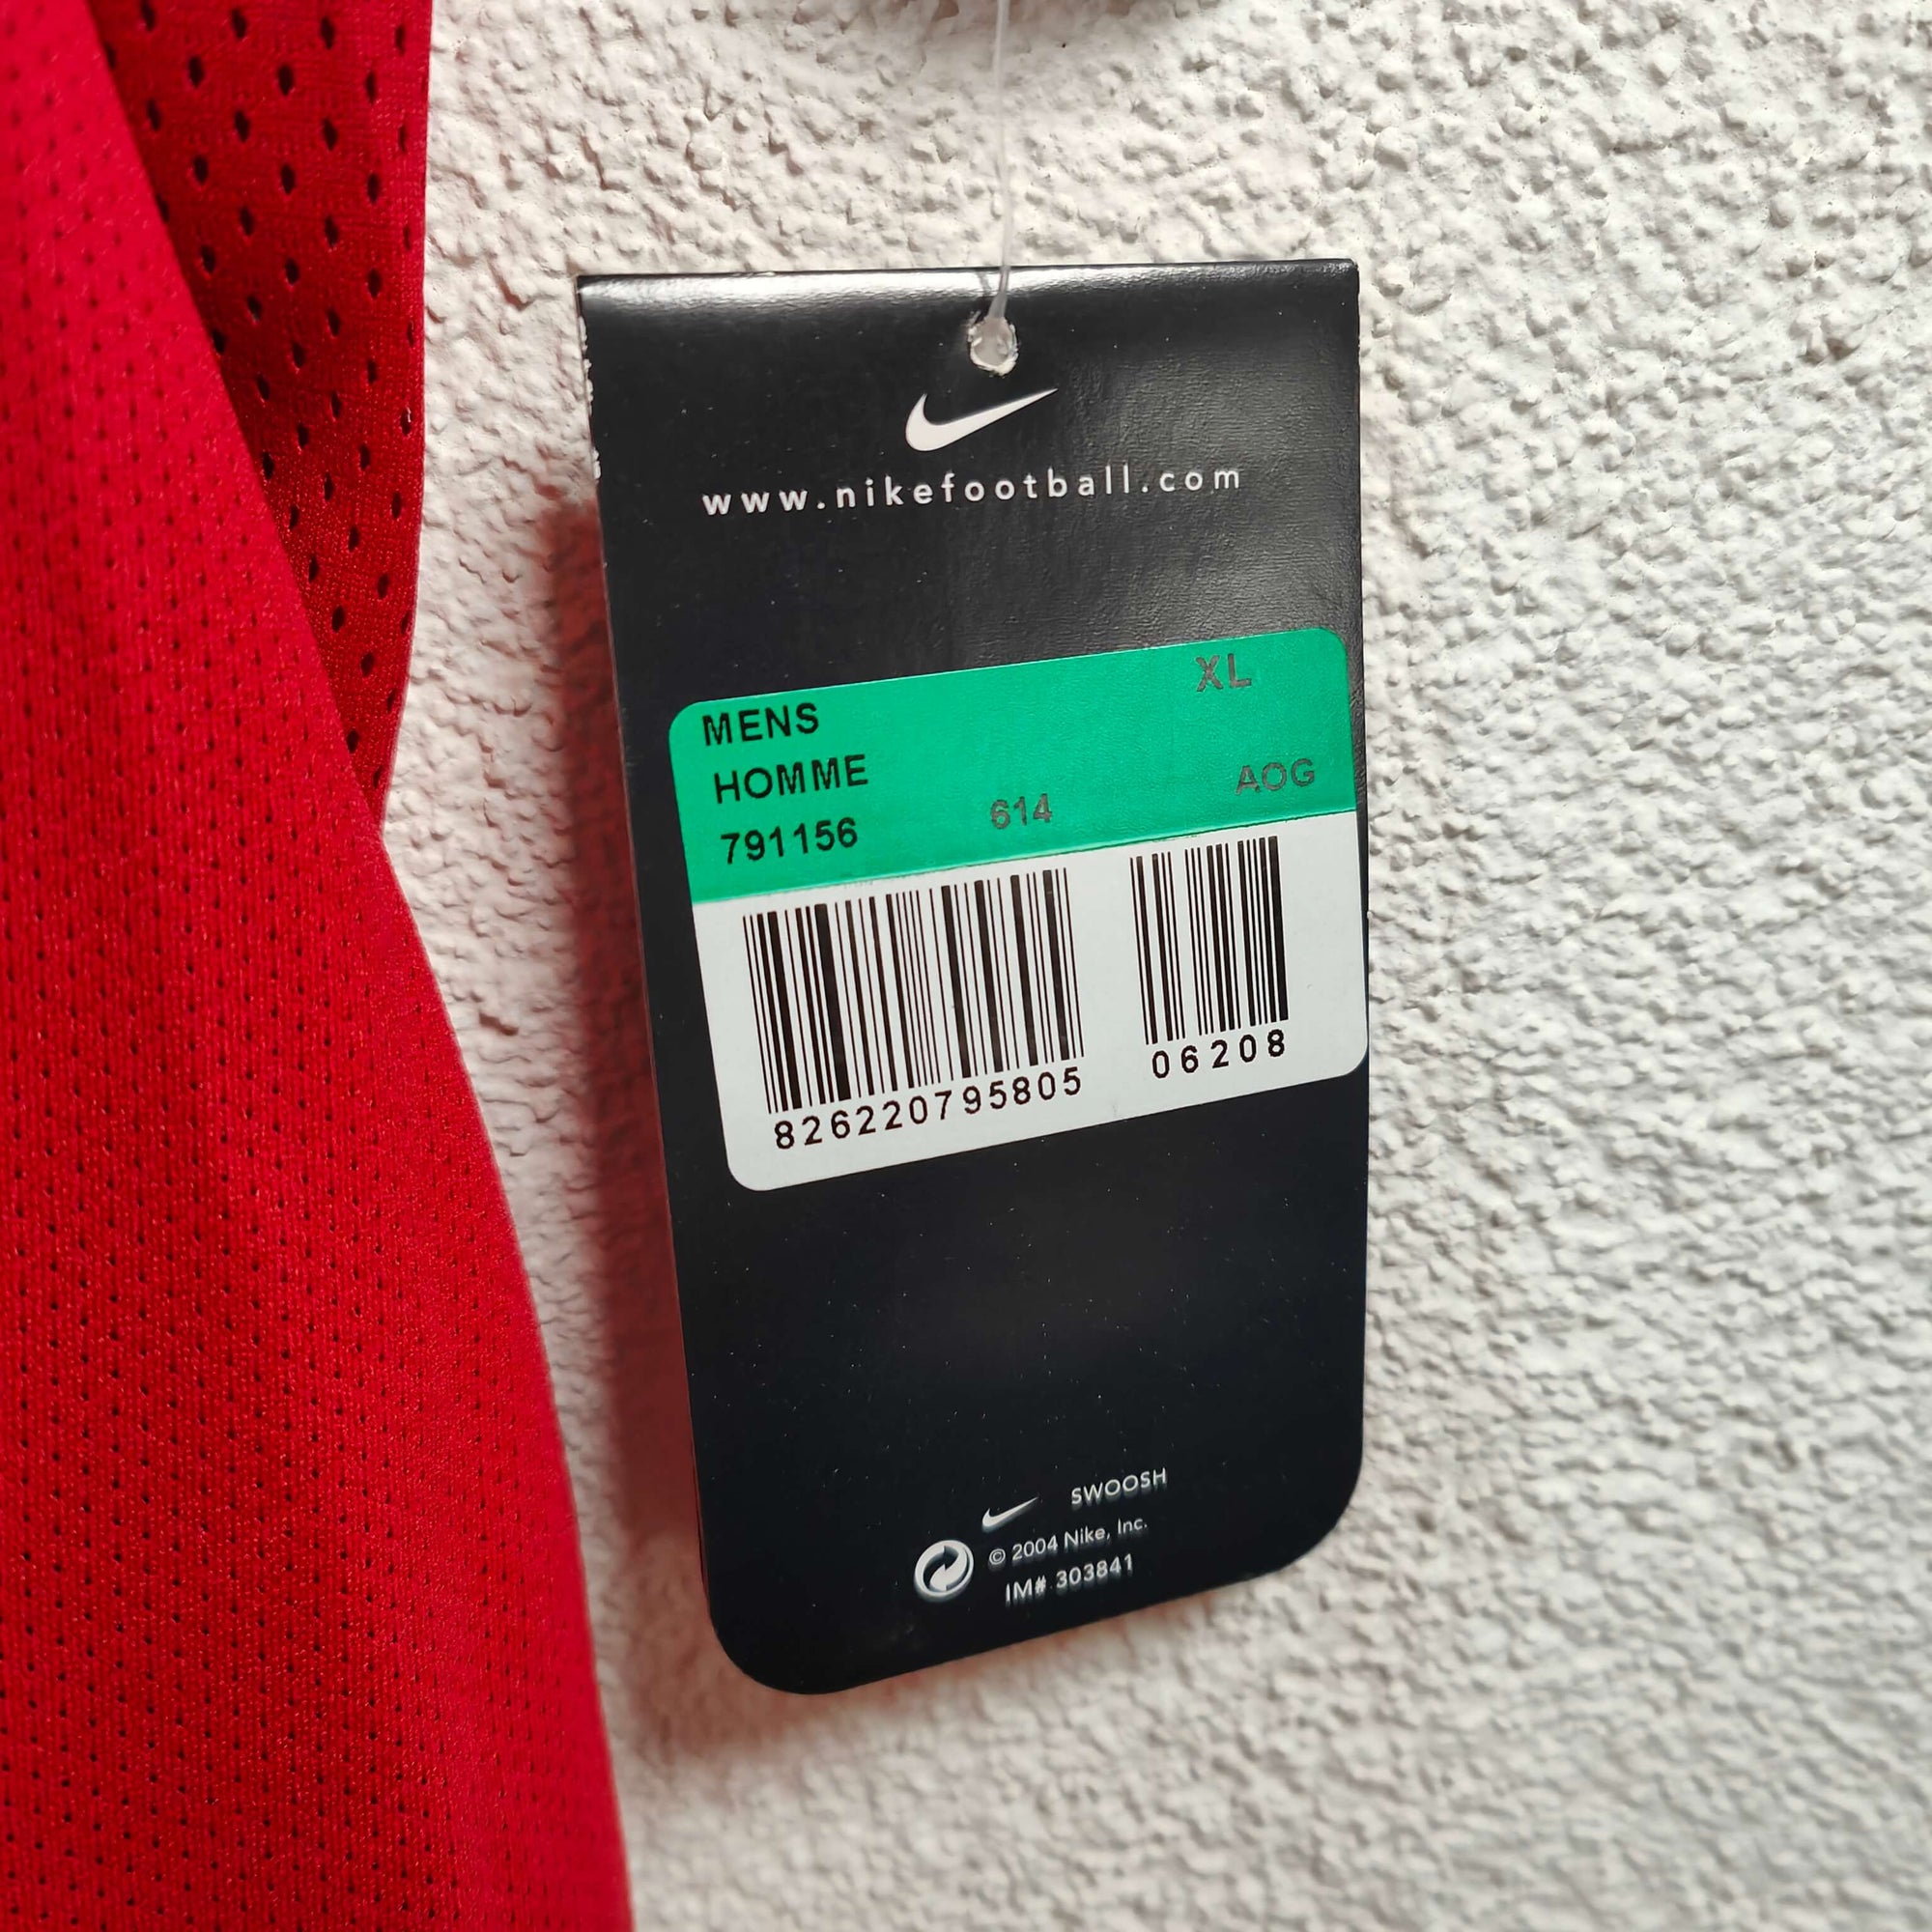 www.nikefootball.com
XL
MENS
HOMME
791156 614 AOG
826220795805 06208
SWOOSH
© 2004 Nike, Inc.
IM# 303841